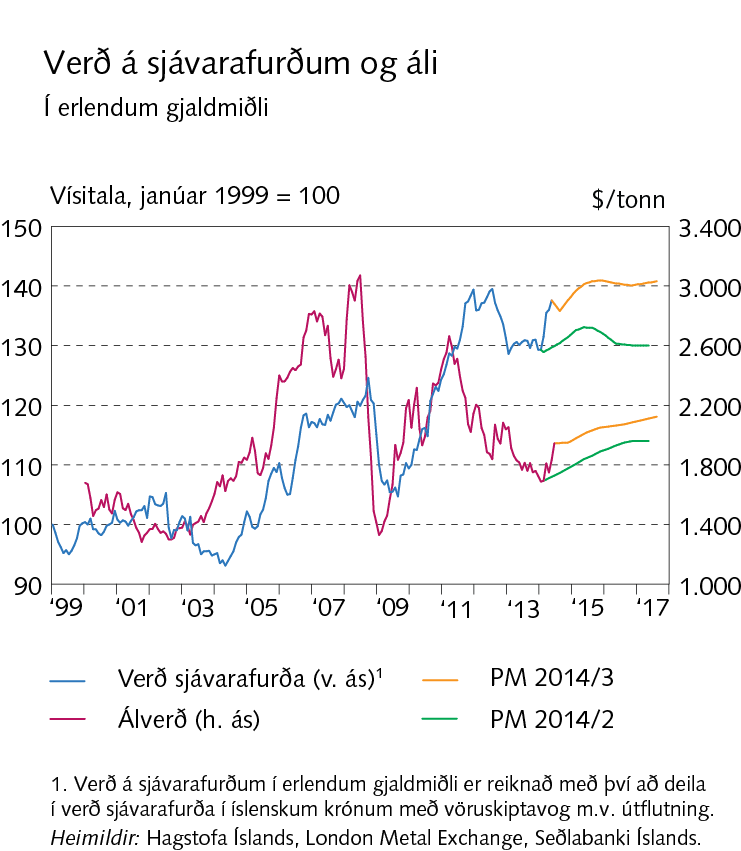 Verð á sjávarafurðum og áli
Í erlendum gjaldmiðli
Vísitala, janúar 1999 = 100
$/tonn
150
140
130
120
110
100
90
3.400
3.000
2.600
2.200
1.800
1.400
1.000
‘99 ‘01 ‘03 ‘05 ‘07 ‘09 ‘11 ‘13 ‘15 ‘17
Verð sjávarafurða (v. ás)¹
Álverð (h. ás)
PM 2014/3
PM 2014/2
1. Verð á sjávarafurðum í erlendum gjaldmiðli er reiknað með því að deila
í verð sjávarafurða í íslenskum krónum með vöruskiptavog m.v. útflutning.
Heimildir: Hagstofa Íslands, London Metal Exchange, Seðlabanki Íslands.